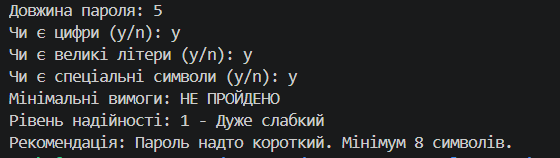 Довжина пароля: 5
Чи є цифри (y/n): y
Чи є великі літери (y/n): y
Чи є спеціальні символи (y/n): y
Мінімальні вимоги: НЕ ПРОЙДЕНО
Рівень надійності: 1 - Дуже слабкий
Рекомендація: Пароль надто короткий. Мінімум 8 символів.